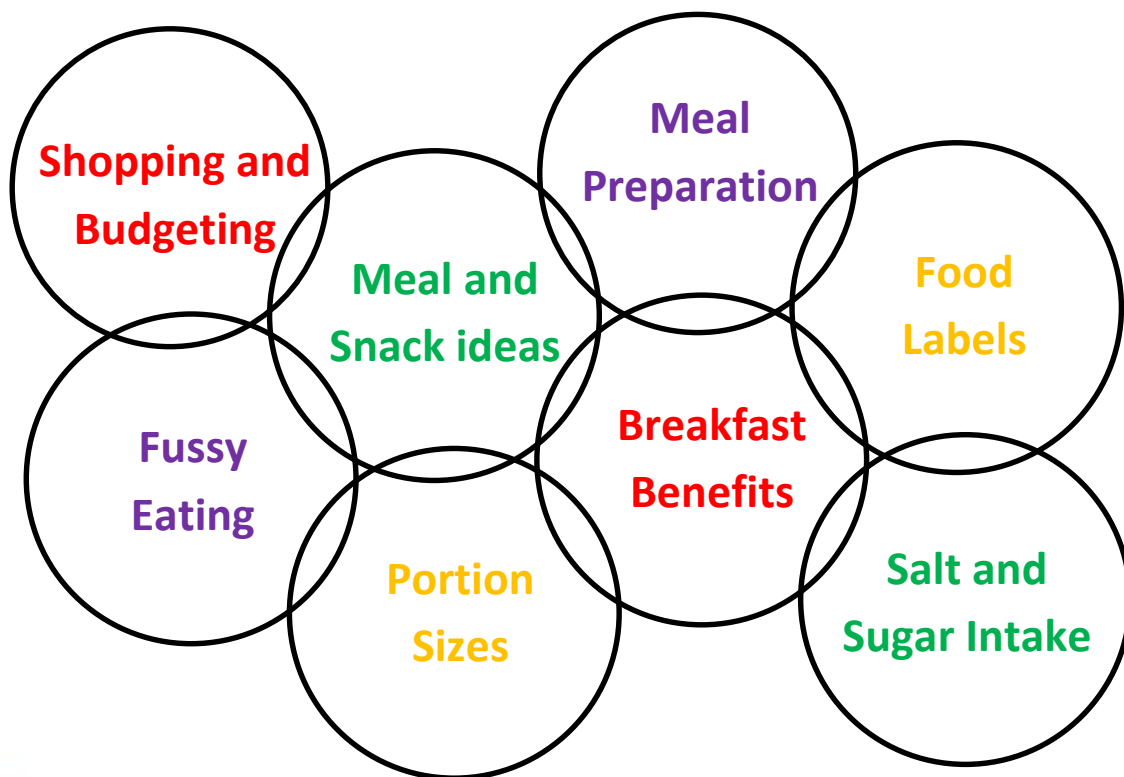 Shopping and
Budgeting
Meal and
Snack ideas
Meal
Preparation
Food
Labels
Fussy
Eating
Portion
Sizes
Breakfast
Benefits
Salt and
Sugar Intake